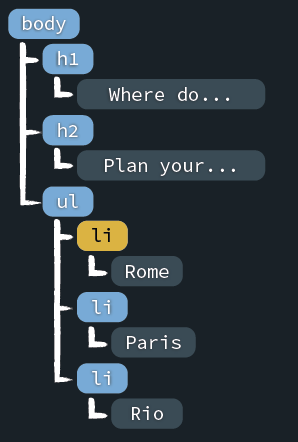 body
h1
Where do...
h2
Plan your...
ul
li
Rome
li
Paris
li
Rio